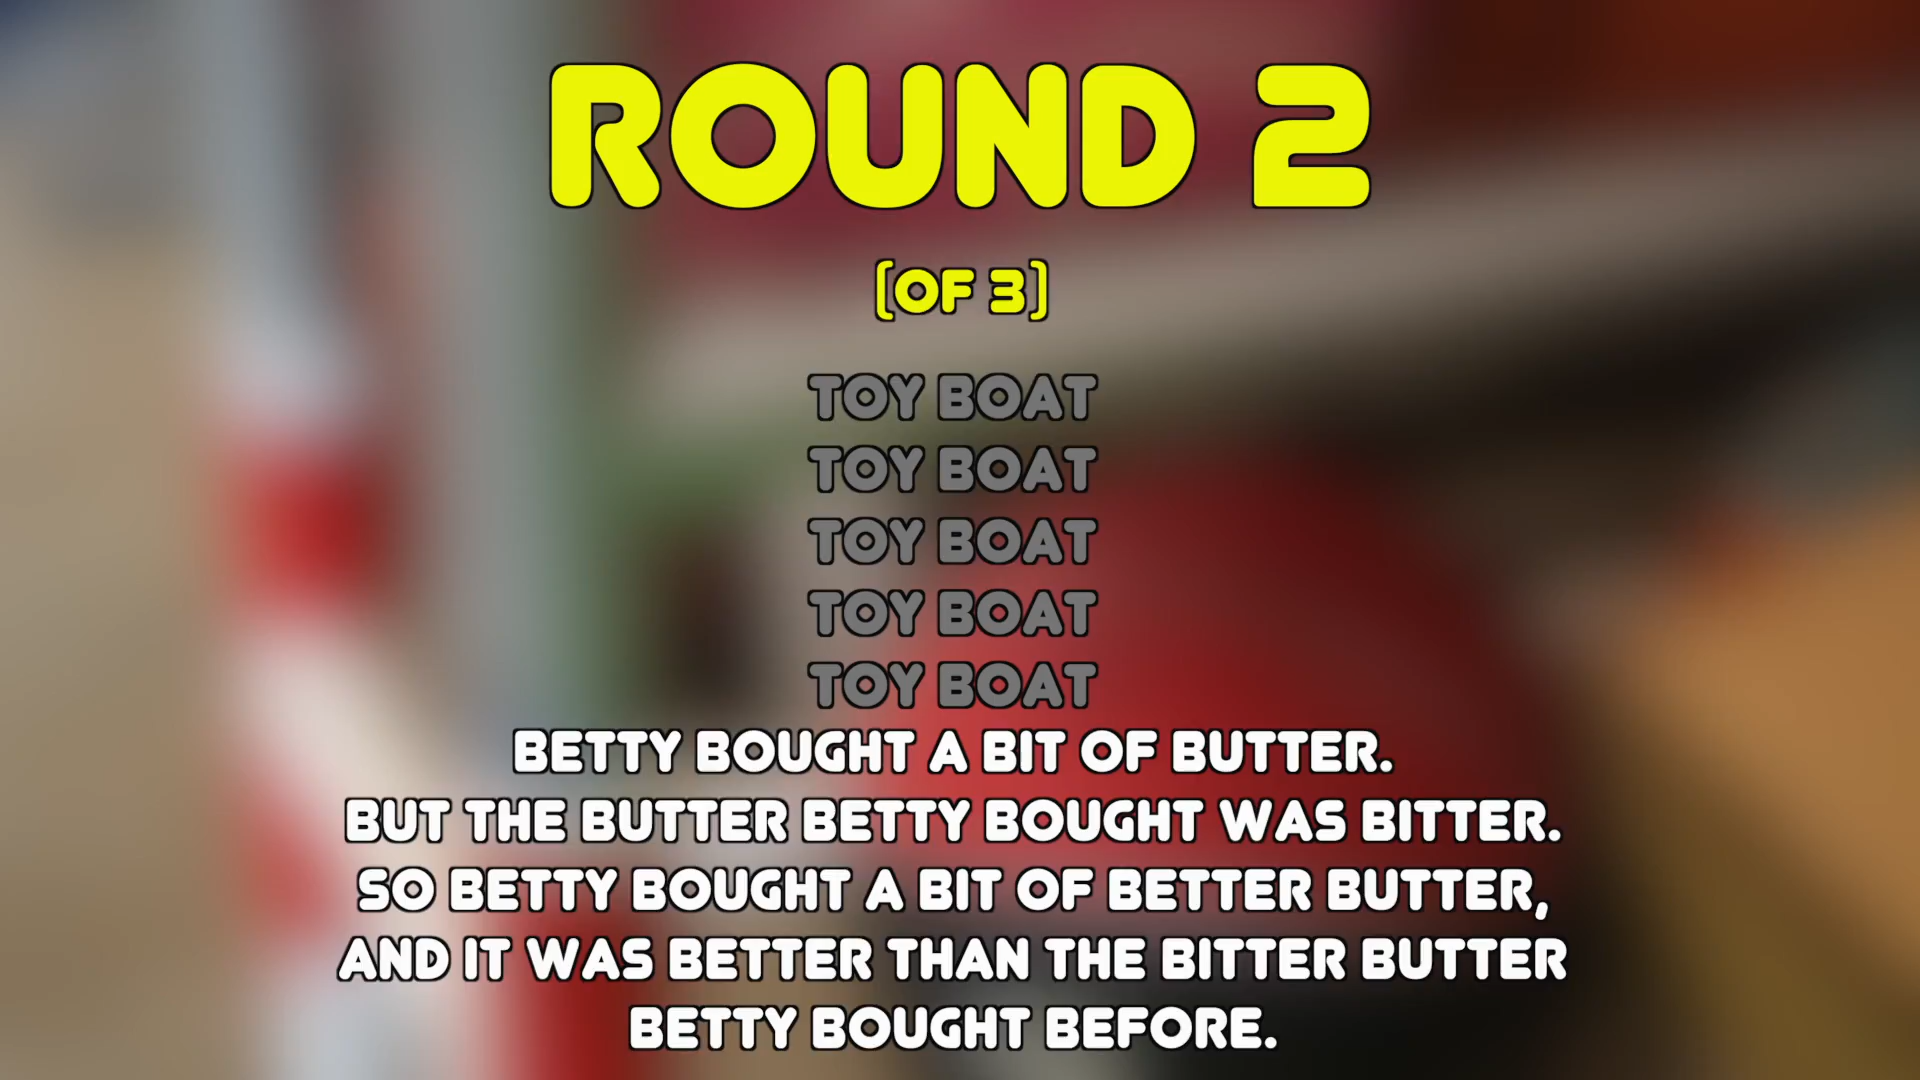 ROUND 2
[OF 3]
TOY BOAT
TOY BOAT
TOY BOAT
TOY BOAT
TOY BOAT
BETTY BOUGHT A BIT OF BUTTER.
BUT THE BUTTER BETTY BOUGHT WAS BITTER.
SO BETTY BOUGHT A BIT OF BETTER BUTTER,
AND IT WAS BETTER THAN THE BITTER BUTTER
BETTY BOUGHT BEFORE.